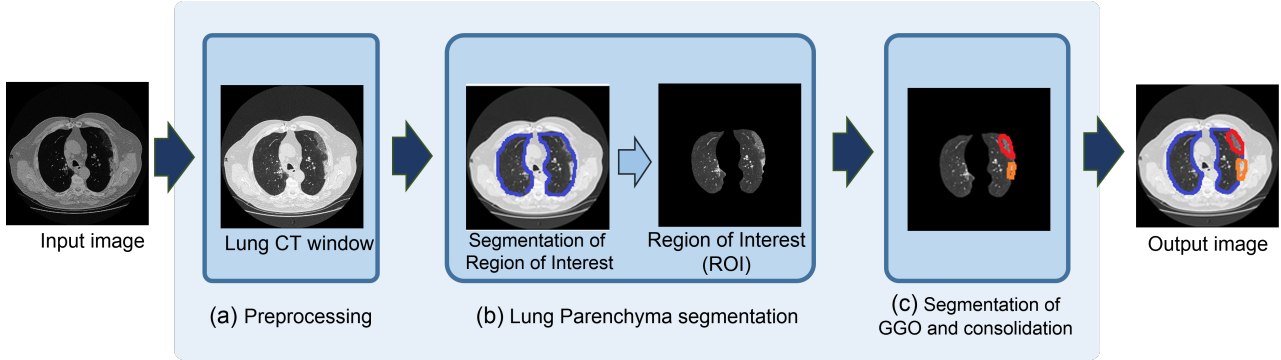 Input image
Lung CT window
(a) Preprocessing
Segmentation of
Region of Interest
Region of Interest
(ROI)
(b) Lung Parenchyma segmentation
(c) Segmentation of
GGO and consolidation
Output image